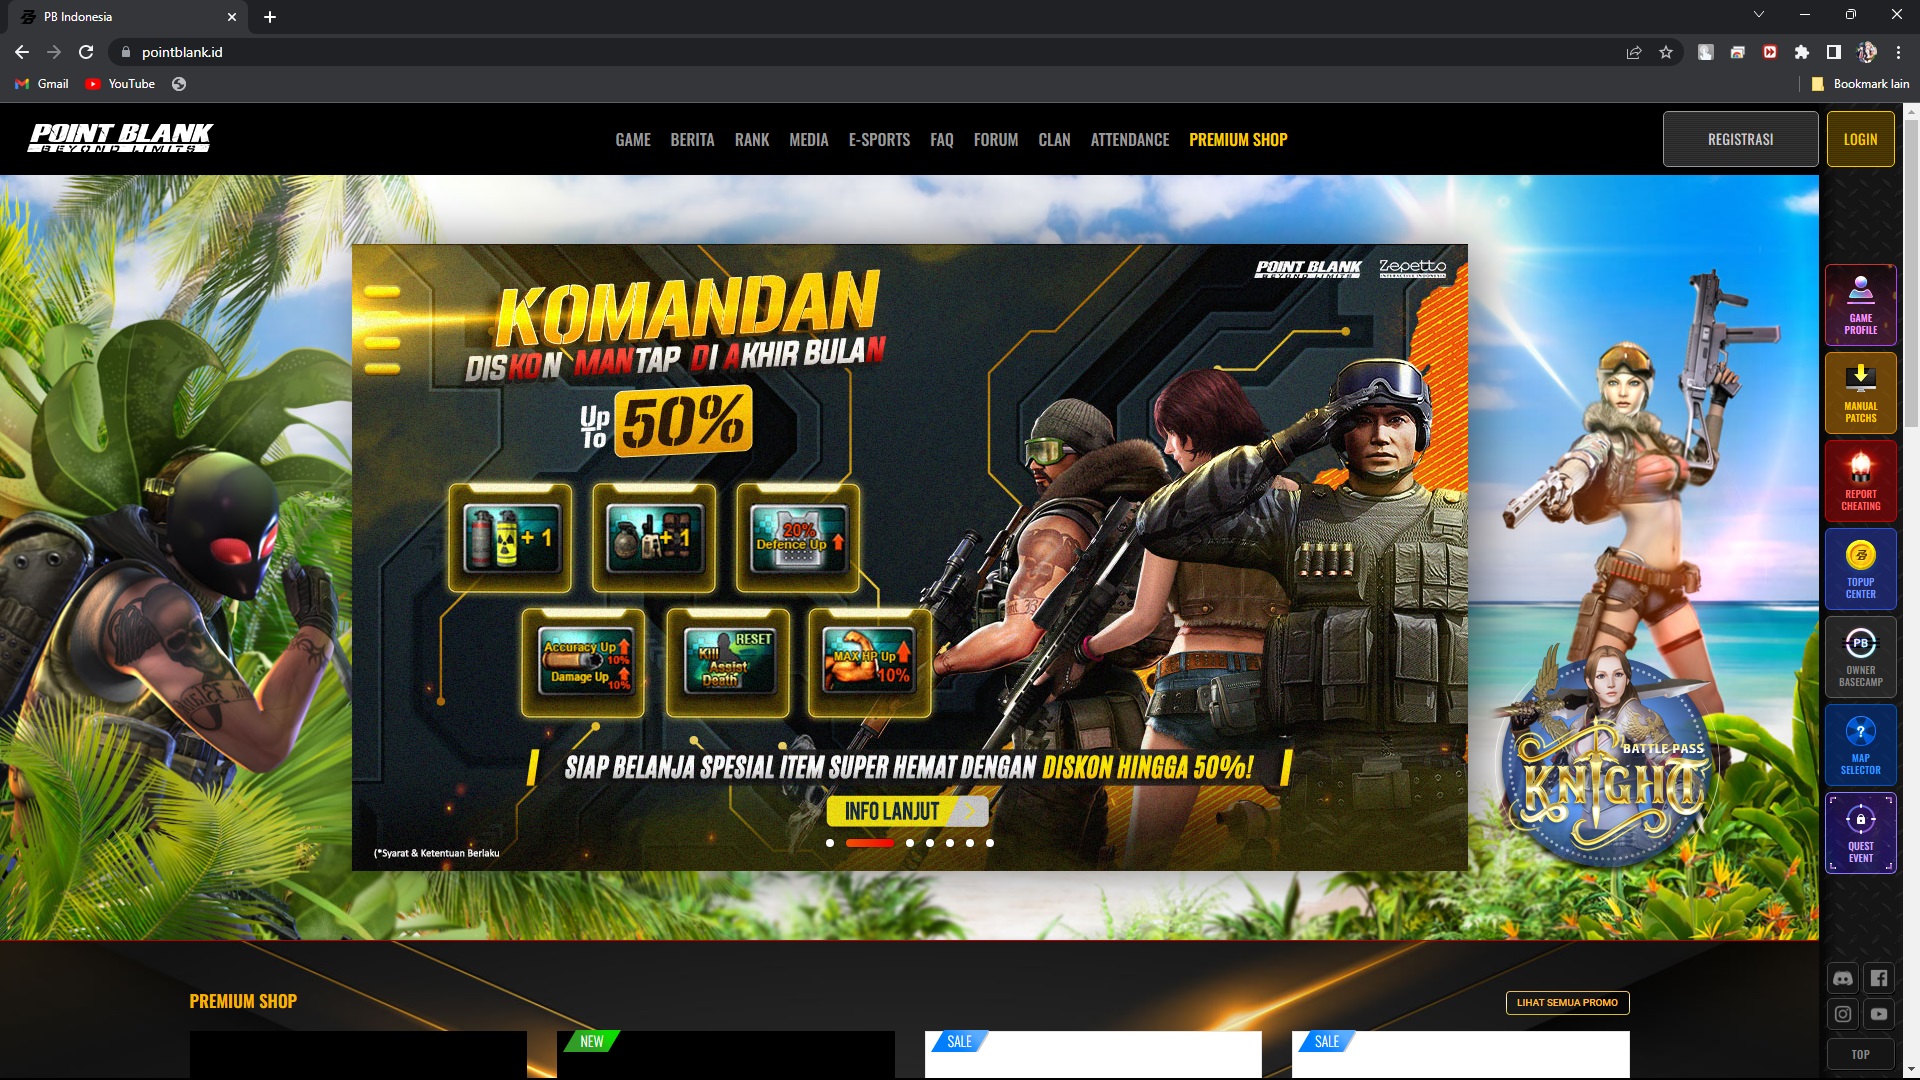 PB Indonesia
pointblank.id
Gmail
YouTube
Bookmark lain
POINT BLANK
BEYOND LIMITS
GAME BERITA RANK MEDIA E-SPORTS FAQ FORUM CLAN ATTENDANCE PREMIUM SHOP
REGISTRASI
LOGIN
POINT BLANK
BEYOND LIMITS
Zepetto
KOMANDAN
DISKON MANTAP DI AKHIR BULAN
Up To 50%
+ 1
+ 1
20%
Defence Up
Accuracy Up
10%
Damage Up
10%
RESET
Kill
Assist
Death
MAX HP Up
10%
SIAP BELANJA SPESIAL ITEM SUPER HEMAT DENGAN DISKON HINGGA 50%!
INFO LANJUT
(*Syarat & Ketentuan Berlaku
BATTLE PASS
KNIGHT
GAME
PROFILE
MANUAL
PATCHS
REPORT
CHEATING
TOPUP
CENTER
PB
OWNER
BASECAMP
?
MAP
SELECTOR
QUEST
EVENT
PREMIUM SHOP
LIHAT SEMUA PROMO
NEW
SALE
SALE
TOP